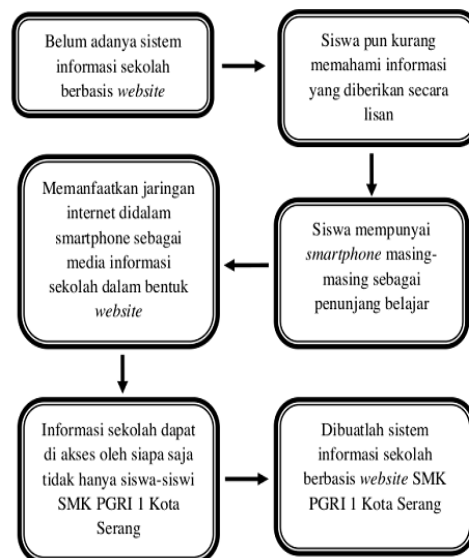 Belum adanya sistem
informasi sekolah
berbasis website
Siswa pun kurang
memahami informasi
yang diberikan secara
lisan
Siswa mempunyai
smartphone masing-
masing sebagai
penunjang belajar
Memanfaatkan jaringan
internet didalam
smartphone sebagai
media informasi
sekolah dalam bentuk
website
Informasi sekolah dapat
di akses oleh siapa saja
tidak hanya siswa-siswi
SMK PGRI 1 Kota
Serang
Dibuatlah sistem
informasi sekolah
berbasis website SMK
PGRI 1 Kota Serang